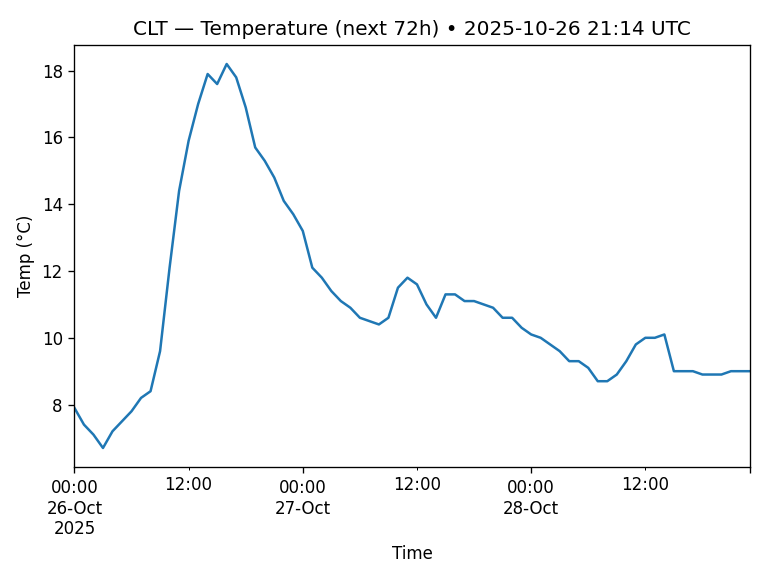 CLT — Temperature (next 72h) • 2025-10-26 21:14 UTC
18
16
14
12
10
8
Temp (°C)
00:00 12:00 00:00 12:00 00:00 12:00
26-Oct 27-Oct 28-Oct
2025
Time